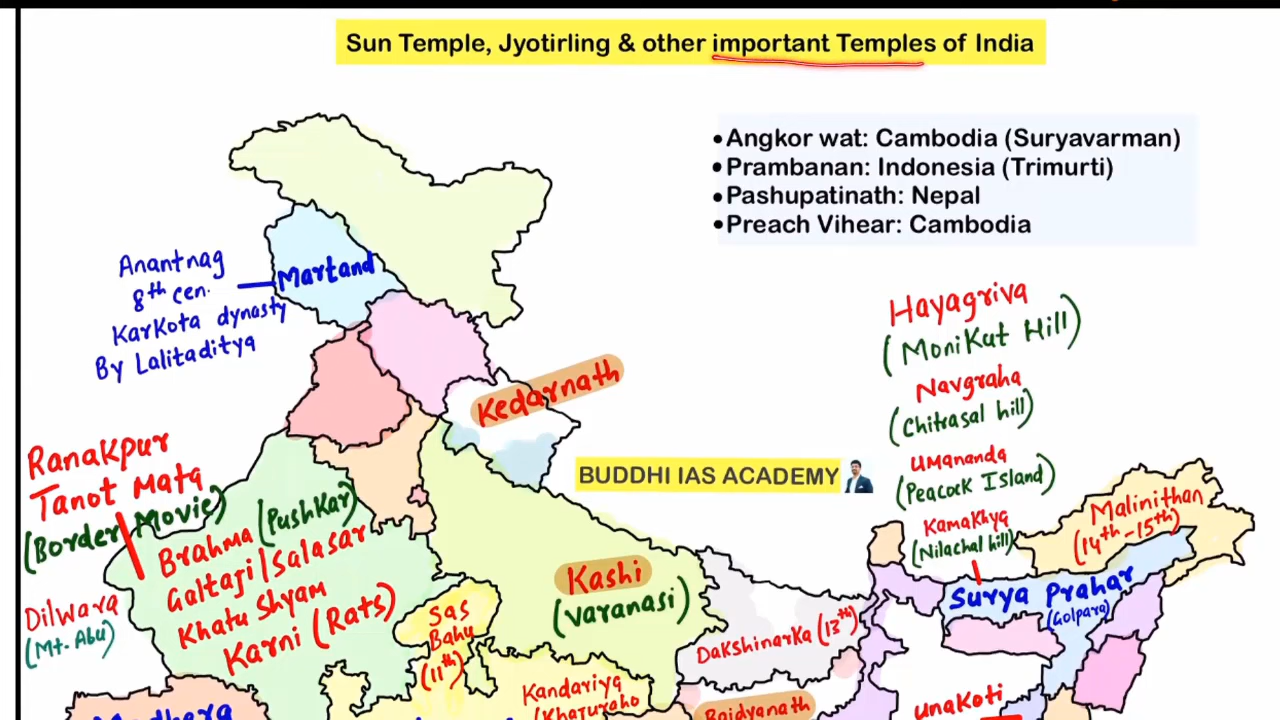 Sun Temple, Jyotirling & other important Temples of India
•Angkor wat: Cambodia (Suryavarman)
•Prambanan: Indonesia (Trimurti)
•Pashupatinath: Nepal
•Preach Vihear: Cambodia
Anantnag
8th cen.
Karkota dynasty
By Lalitaditya
Martand
Hayagriva
(Monikut Hill)
Navgraha
(Chitrasal hill)
Umananda
(Peacock Island)
Kamakhya
(Nilachal hill)
Kedarnath
BUDDHI IAS ACADEMY
Malinithan
(14th-15th)
Ranakpur
Tanot Mata
(Border Movie)
Brahma (Pushkar)
Galtaji/Salasar
Khatu Shyam
Karni (Rats)
Dilwara
(Mt. Abu)
Kashi
(Varanasi)
Surya Prahar
(Golpara)
Sas
Bahu
(11th)
Dakshinarka (13th)
Kandariya
(Khajuraho
Baidyanath
Unakoti
Modhera